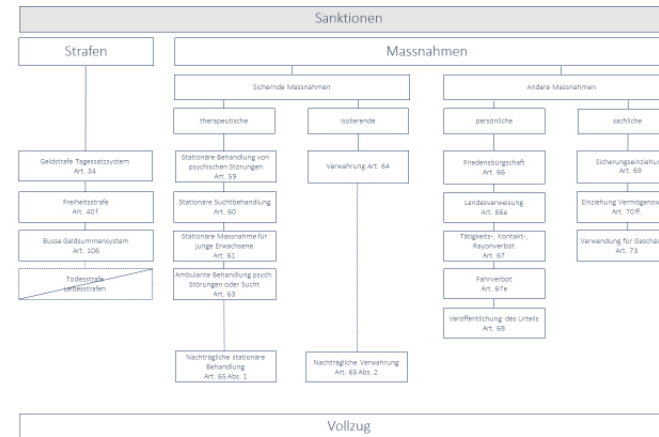 Sanktionen
Strafen
Massnahmen
Sichernde Massnahmen
Andere Massnahmen
therapeutische
isolierende
persönliche
sachliche
Geldstrafe Tagessatzsystem
Art. 34
Stationäre Behandlung von
psychischen Störungen
Art. 59
Verwahrung Art. 64
Friedensbürgschaft
Art. 66
Sicherungseinziehu
Art. 69
Freiheitsstrafe
Art. 40f.
Stationäre Suchtbehandlung
Art. 60
Landesverweisung
Art. 66a
Einziehung Vermögensw
Art. 70ff.
Busse Geldsummensystem
Art. 106
Stationäre Massnahme für
junge Erwachsene
Art. 61
Tätigkeits-, Kontakt-,
Rayonverbot
Art. 67
Verwendung für Geschä
Art. 73
Todesstrafe
Leibesstrafen
Ambulante Behandlung psych.
Störungen oder Sucht
Art. 63
Fahrverbot
Art. 67e
Veröffentlichung des Urteils
Art. 68
Nachträgliche stationäre
Behandlung
Art. 65 Abs. 1
Nachträgliche Verwahrung
Art. 65 Abs. 2
Vollzug